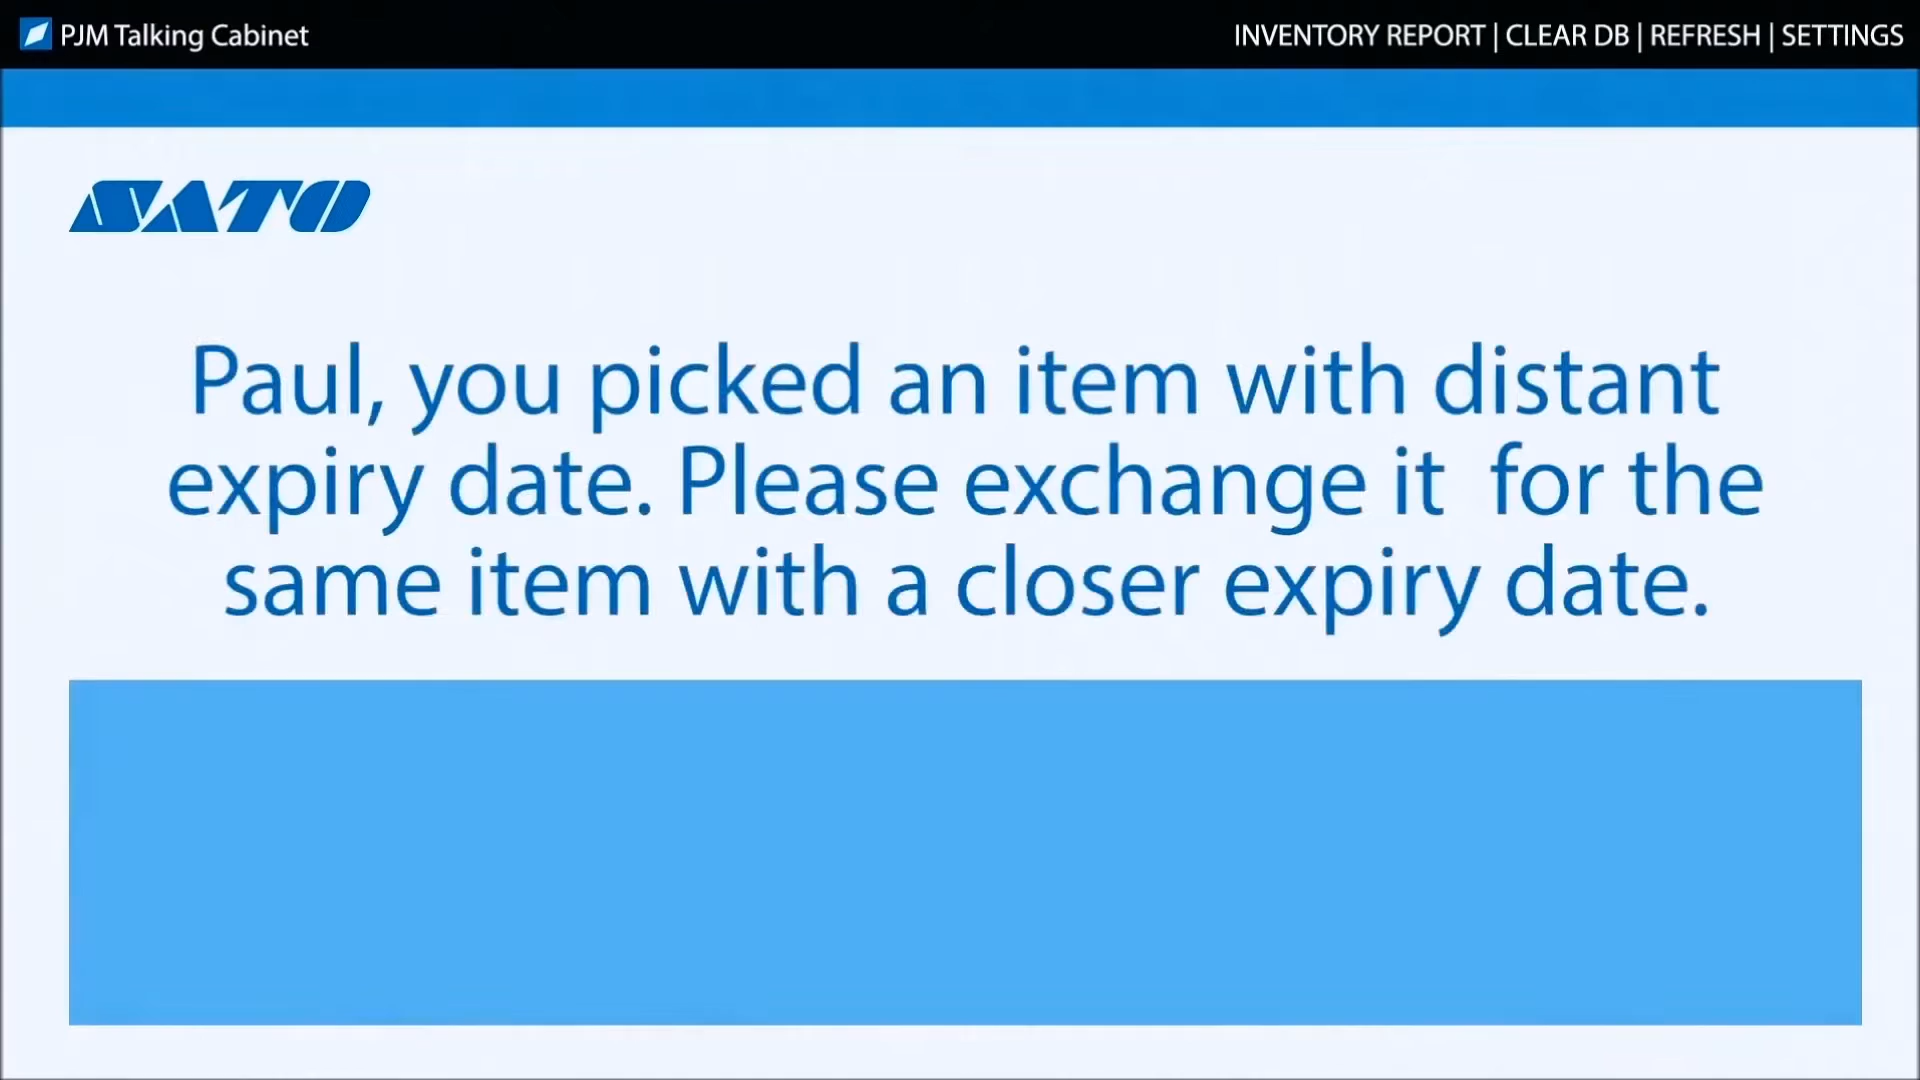 PJM Talking Cabinet
INVENTORY REPORT | CLEAR DB | REFRESH | SETTINGS
SATO
Paul, you picked an item with distant
expiry date. Please exchange it  for the
same item with a closer expiry date.